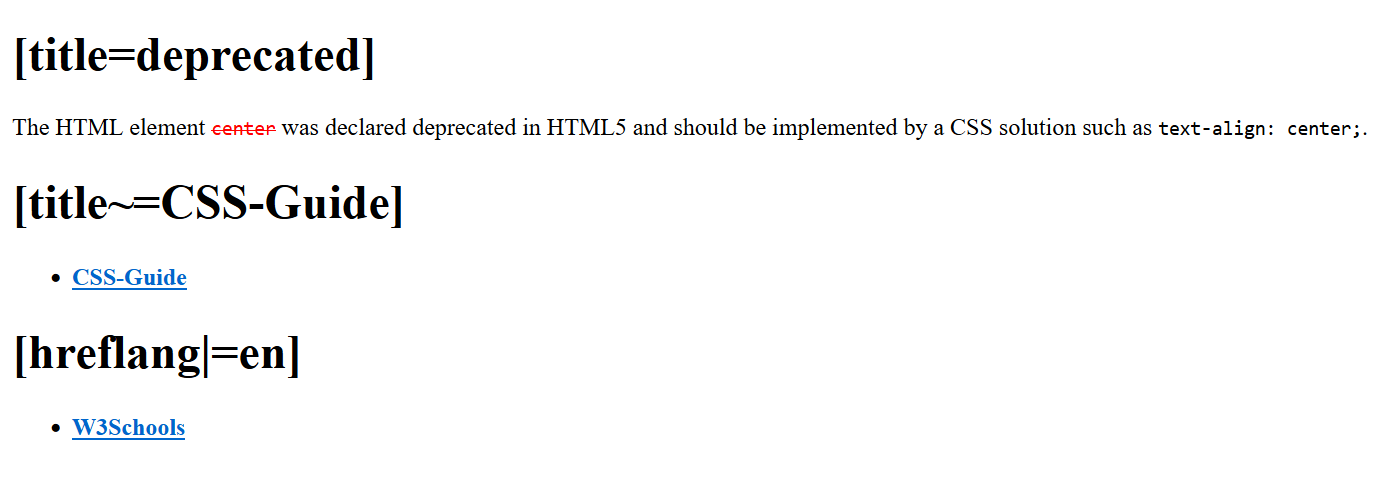 [title=deprecated]
The HTML element center was declared deprecated in HTML5 and should be implemented by a CSS solution such as text-align: center;.
[title~=CSS-Guide]
• CSS-Guide
[hreflang|=en]
• W3Schools